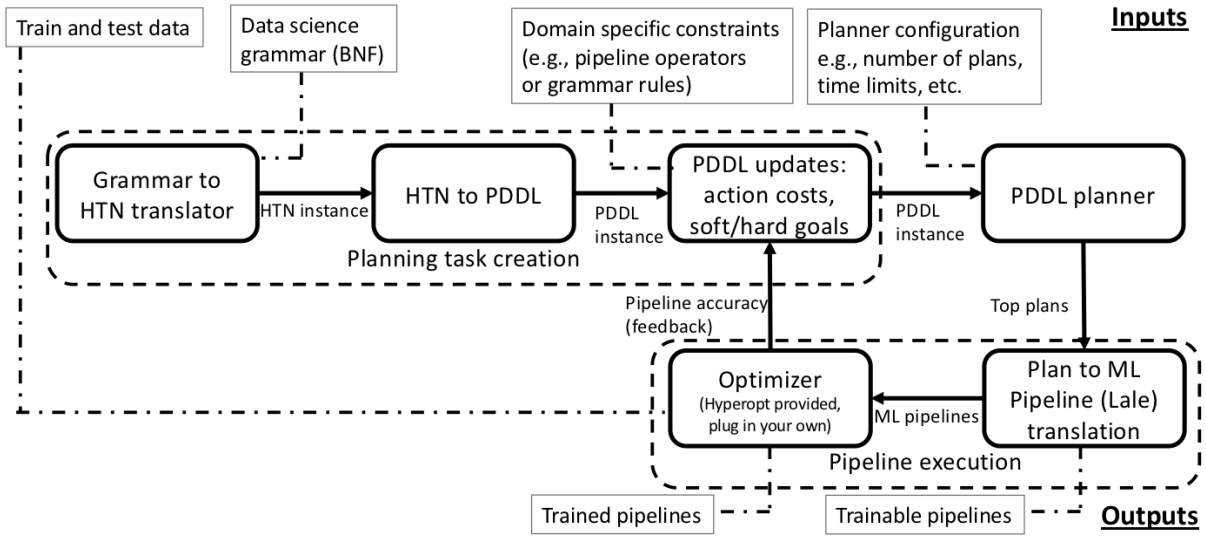 Train and test data
Data science
grammar (BNF)
Domain specific constraints
(e.g., pipeline operators
or grammar rules)
Planner configuration
e.g., number of plans,
time limits, etc.
Inputs
Grammar to
HTN translator
HTN instance
HTN to PDDL
PDDL
instance
PDDL updates:
action costs,
soft/hard goals
PDDL
instance
PDDL planner
Planning task creation
Pipeline accuracy
(feedback)
Top plans
Optimizer
(Hyperopt provided,
plug in your own)
ML pipelines
Plan to ML
Pipeline (Lale)
translation
Pipeline execution
Trained pipelines
Trainable pipelines
Outputs